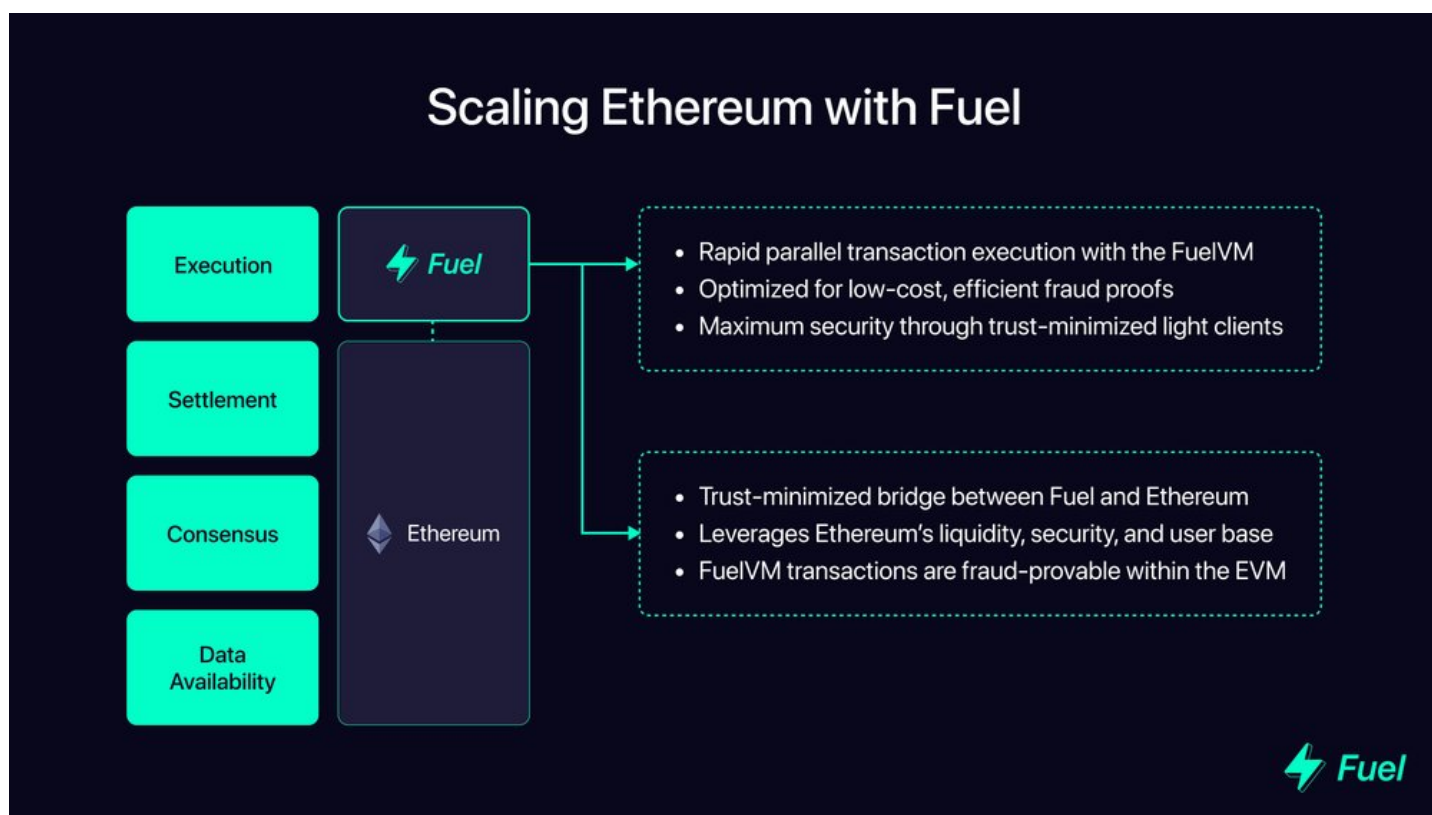 Scaling Ethereum with Fuel
Execution
Fuel
• Rapid parallel transaction execution with the FuelVM
• Optimized for low-cost, efficient fraud proofs
• Maximum security through trust-minimized light clients
Settlement
Consensus
Ethereum
• Trust-minimized bridge between Fuel and Ethereum
• Leverages Ethereum’s liquidity, security, and user base
• FuelVM transactions are fraud-provable within the EVM
Data
Availability
Fuel